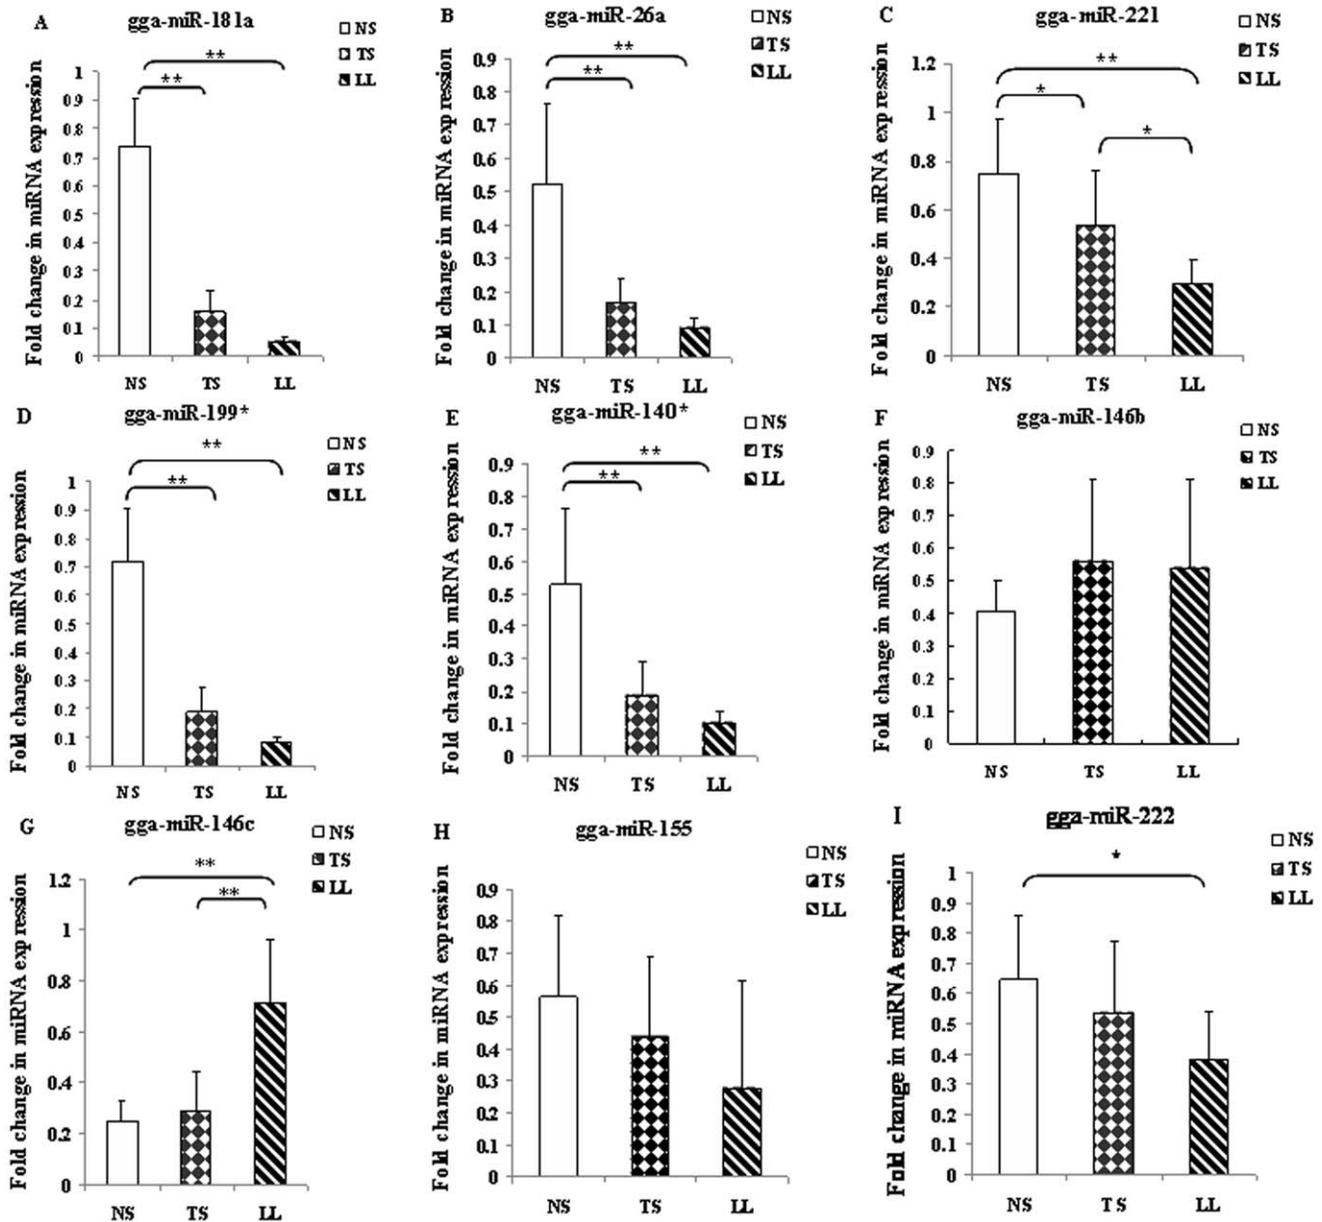 A
gga-miR-181a
NS
TS
LL
Fold change in miRNA expression
**
**
1
0.9
0.8
0.7
0.6
0.5
0.4
0.3
0.2
0.1
0
NS TS LL
B
gga-miR-26a
NS
TS
LL
Fold change in miRNA expression
**
**
0.9
0.8
0.7
0.6
0.5
0.4
0.3
0.2
0.1
0
NS TS LL
C
gga-miR-221
NS
TS
LL
Fold change in miRNA expression
**
*
*
1.2
1
0.8
0.6
0.4
0.2
0
NS TS LL
D
gga-miR-199*
NS
TS
LL
Fold change in miRNA expression
**
**
1
0.9
0.8
0.7
0.6
0.5
0.4
0.3
0.2
0.1
0
NS TS LL
E
gga-miR-140*
NS
TS
LL
Fold change in miRNA expression
**
**
0.9
0.8
0.7
0.6
0.5
0.4
0.3
0.2
0.1
0
NS TS LL
F
gga-miR-146b
NS
TS
LL
Fold change in miRNA expression
0.9
0.8
0.7
0.6
0.5
0.4
0.3
0.2
0.1
0
NS TS LL
G
gga-miR-146c
NS
TS
LL
Fold change in miRNA expression
**
**
1.2
1
0.8
0.6
0.4
0.2
0
NS TS LL
H
gga-miR-155
NS
TS
LL
Fold change in miRNA expression
0.9
0.8
0.7
0.6
0.5
0.4
0.3
0.2
0.1
0
NS TS LL
I
gga-miR-222
NS
TS
LL
Fold change in miRNA expression
*
1
0.9
0.8
0.7
0.6
0.5
0.4
0.3
0.2
0.1
0
NS TS LL